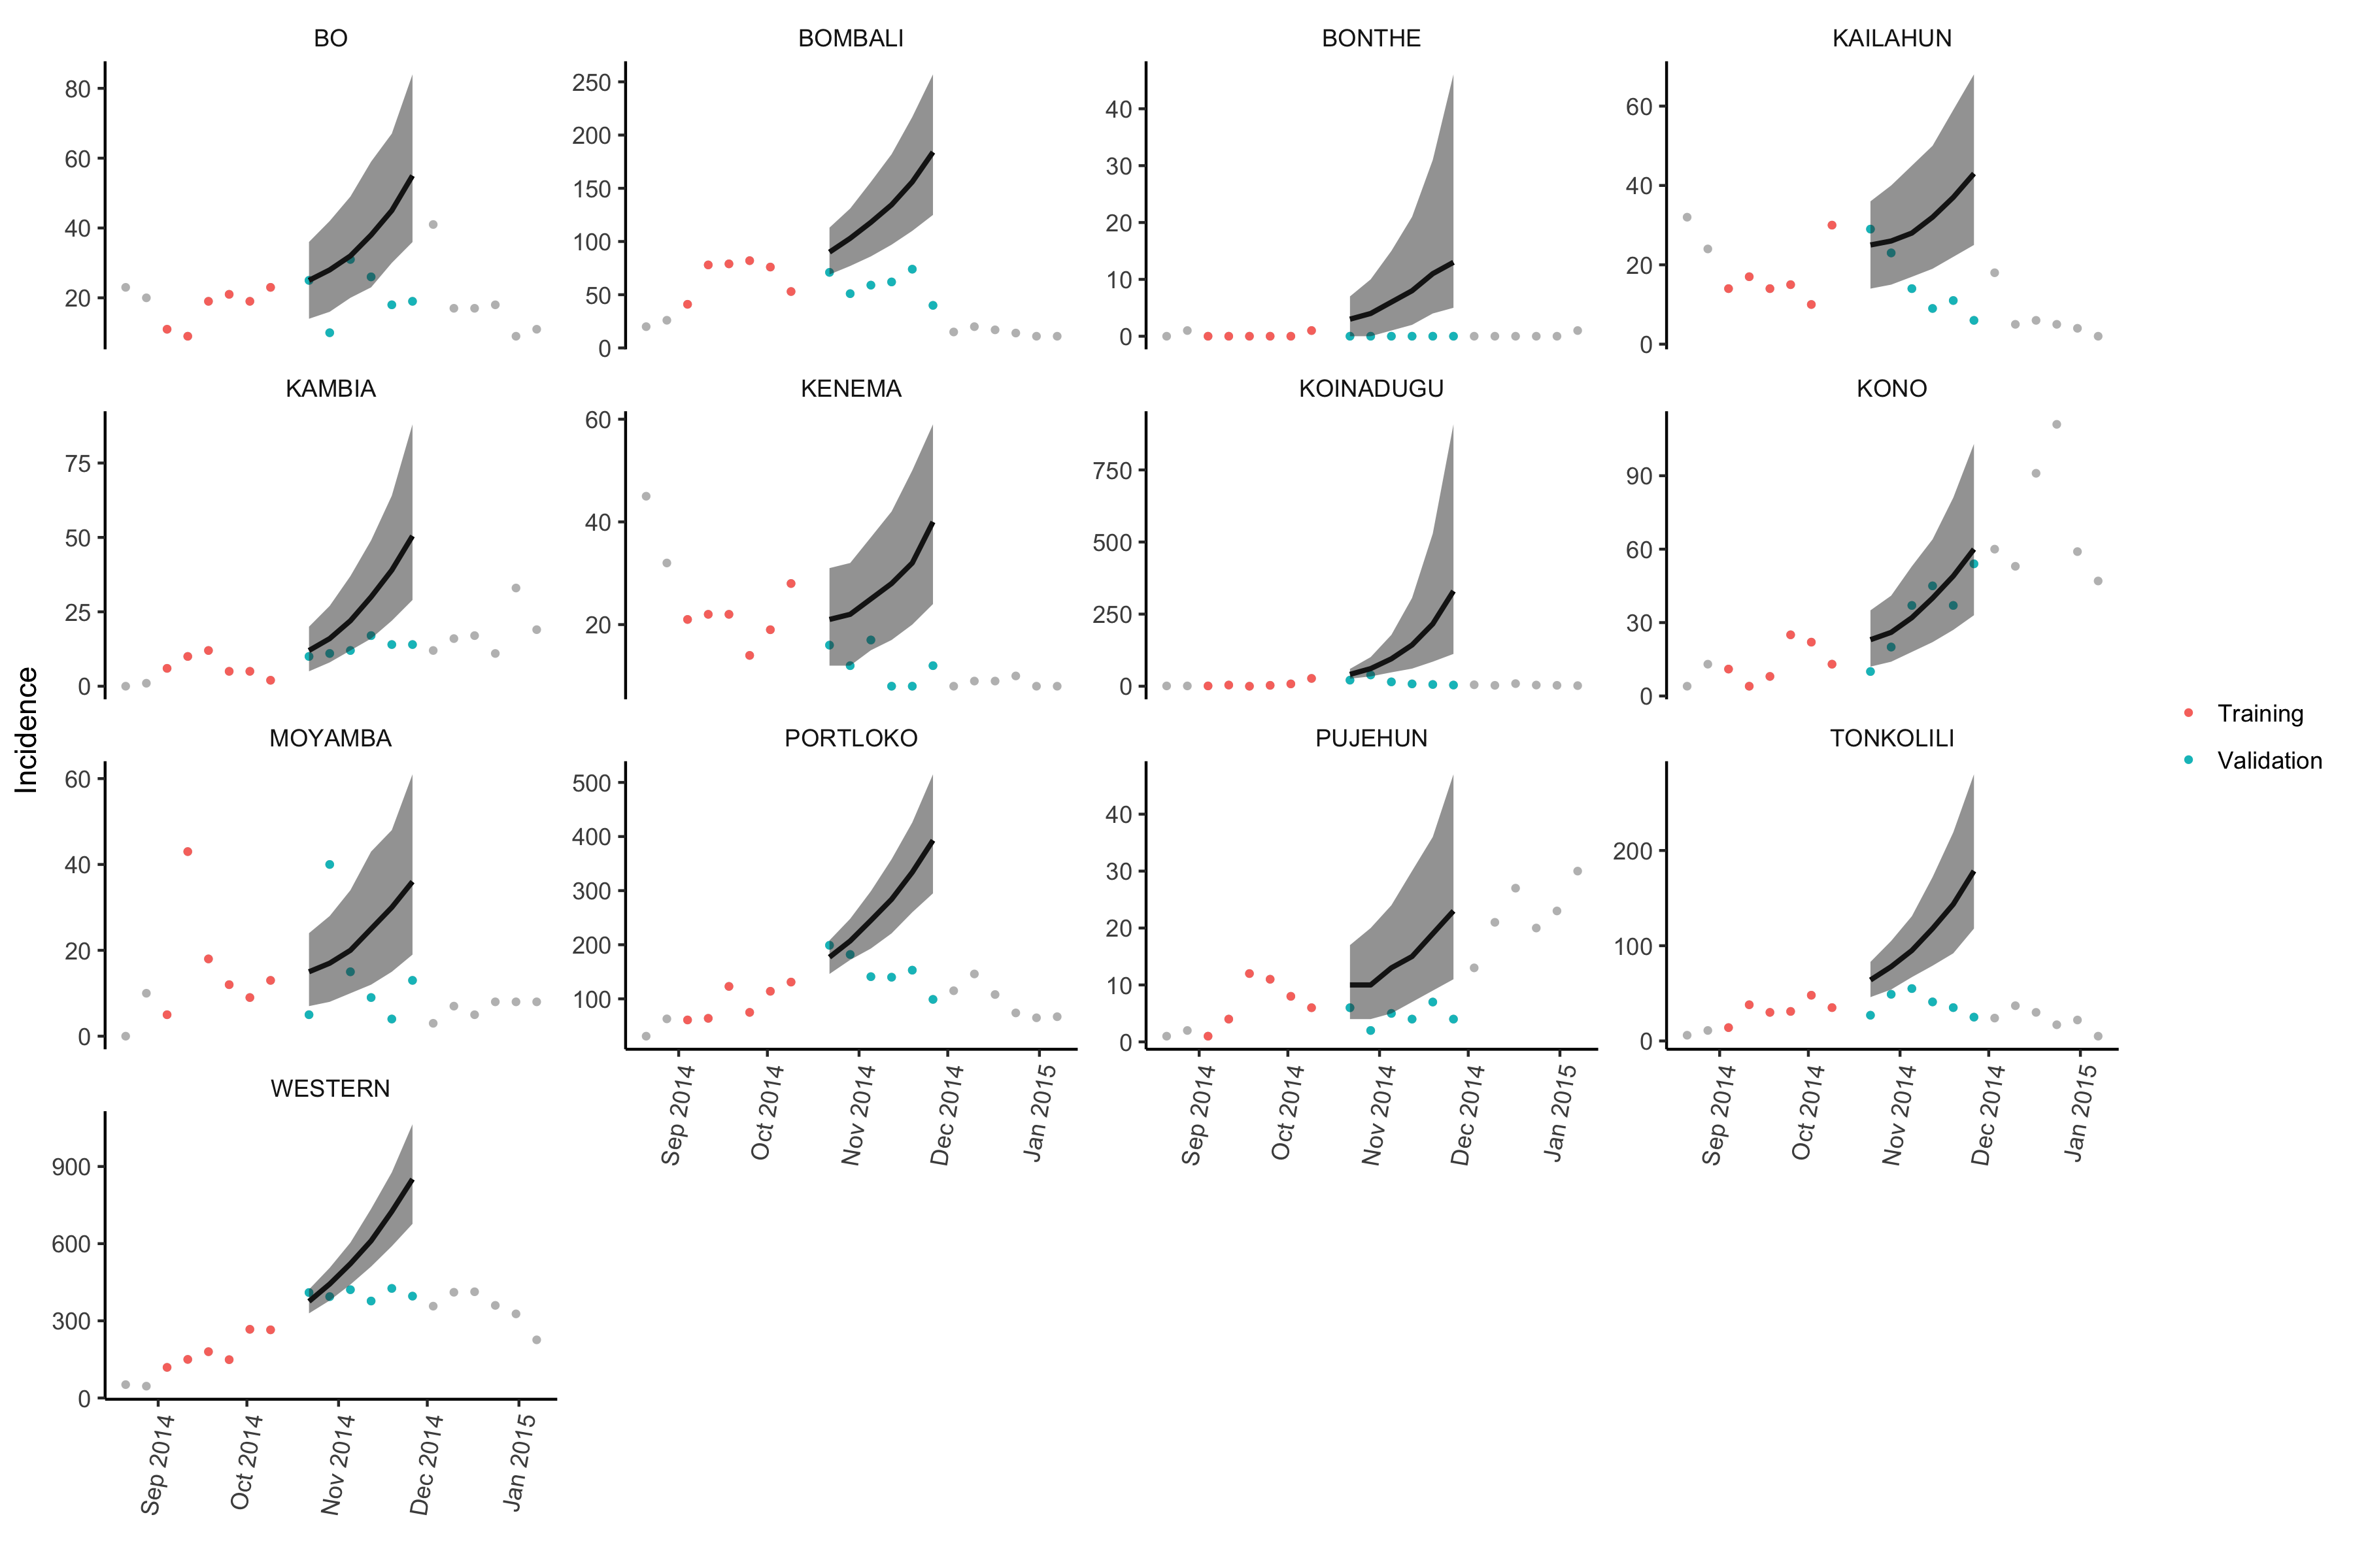 BO
BOMBALI
BONTHE
KAILAHUN
80
60
40
20
250
200
150
100
50
0
40
30
20
10
0
60
40
20
0
KAMBIA
KENEMA
KOINADUGU
KONO
75
50
25
0
60
40
20
750
500
250
0
90
60
30
0
MOYAMBA
PORTLOKO
PUJEHUN
TONKOLILI
60
40
20
0
500
400
300
200
100
40
30
20
10
0
200
100
0
Sep 2014
Oct 2014
Nov 2014
Dec 2014
Jan 2015
Sep 2014
Oct 2014
Nov 2014
Dec 2014
Jan 2015
Sep 2014
Oct 2014
Nov 2014
Dec 2014
Jan 2015
WESTERN
900
600
300
0
Sep 2014
Oct 2014
Nov 2014
Dec 2014
Jan 2015
Incidence
Training
Validation